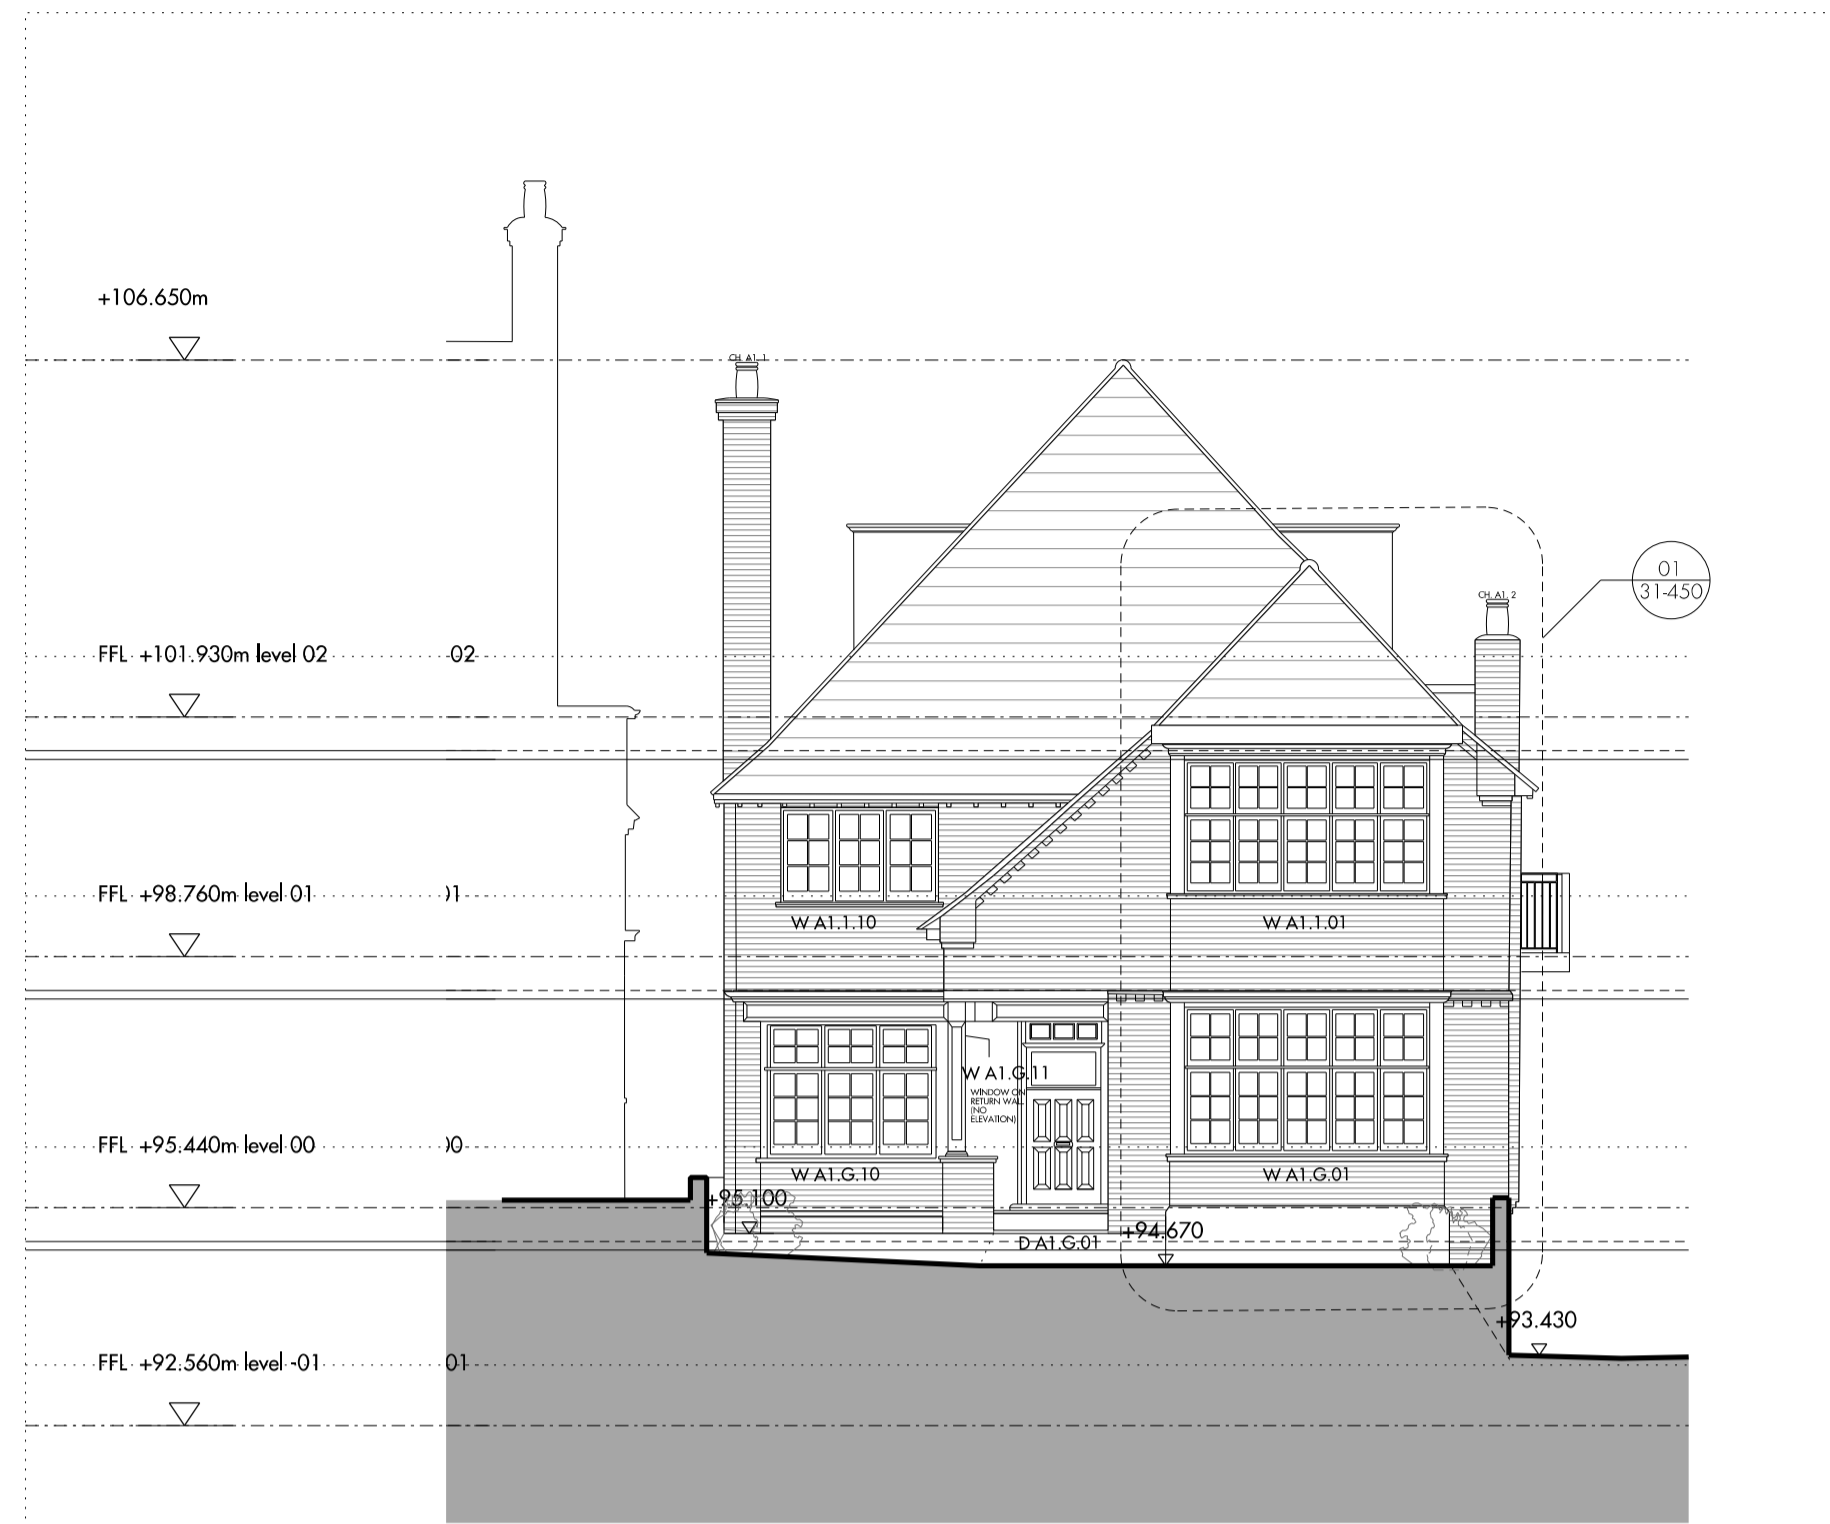 +106.650m
CH. A1. 1
01
31-450
CH. A1. 2
FFL +101.930m level 02
02
FFL +98.760m level 01
01
W A1.1.10
W A1.1.01
W A1.G.11
WINDOW ON
RETURN WALL
(NO
ELEVATION)
FFL +95.440m level 00
00
W A1.G.10
W A1.G.01
+95.100
+94.670
D A1.G.01
+93.430
FFL +92.560m level -01
01